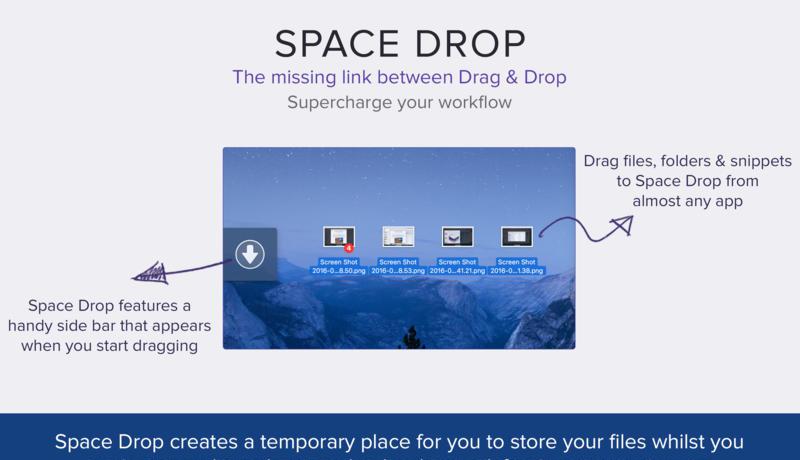 SPACE DROP
The missing link between Drag & Drop
Supercharge your workflow
Drag files, folders & snippets
to Space Drop from
almost any app
4
Screen Shot
2016-0...8.50.png
Screen Shot
2016-0...8.53.png
Screen Shot
2016-0...41.21.png
Screen Shot
2016-0...1.38.png
Space Drop features a
handy side bar that appears
when you start dragging
Space Drop creates a temporary place for you to store your files whilst you